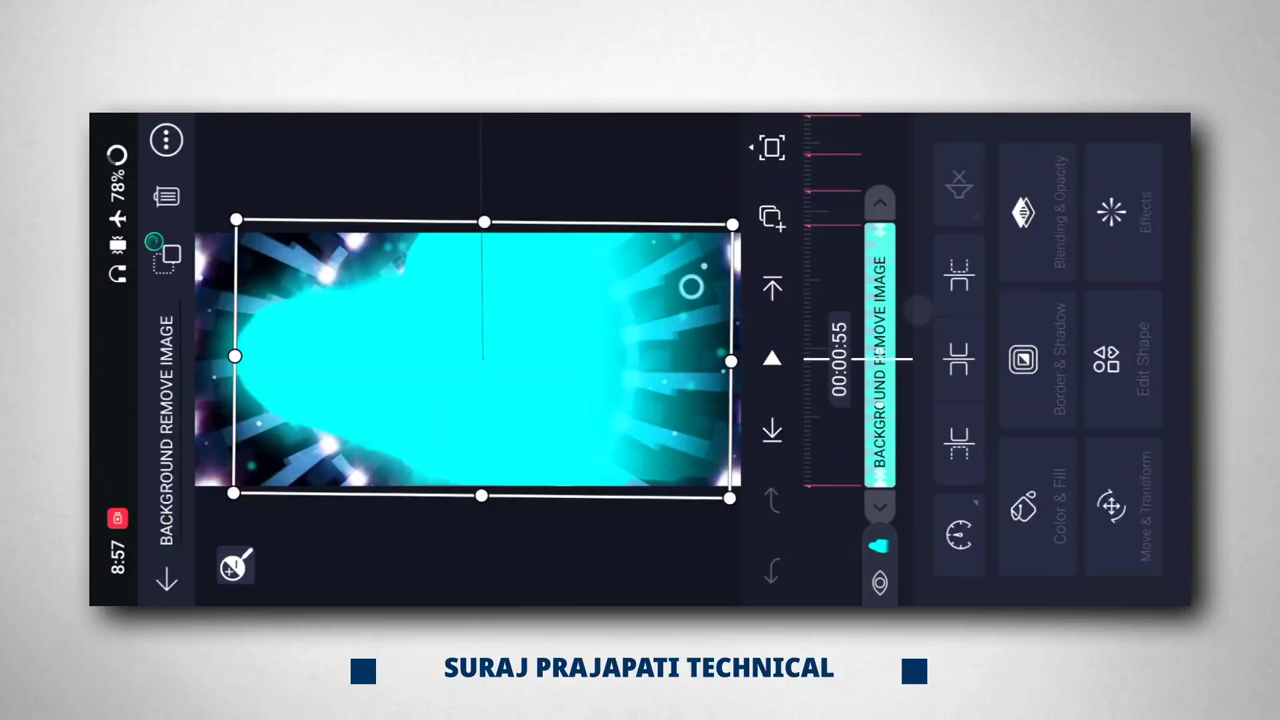 8:57
78%
BACKGROUND REMOVE IMAGE
00:00:55
BACKGROUND REMOVE IMAGE
Blending & Opacity
Effects
Border & Shadow
Edit Shape
Color & Fill
Move & Transform
SURAJ PRAJAPATI TECHNICAL